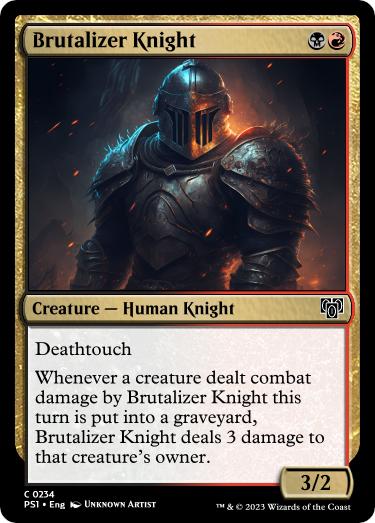 Brutalizer Knight
Creature — Human Knight
Deathtouch
Whenever a creature dealt combat
damage by Brutalizer Knight this
turn is put into a graveyard,
Brutalizer Knight deals 3 damage to
that creature's owner.
3/2
C 0234
PS1 • Eng Unknown Artist
™ & © 2023 Wizards of the Coast